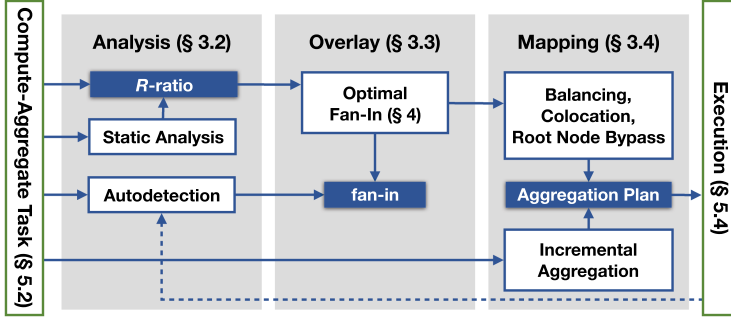 Compute-Aggregate Task (§ 5.2)
Analysis (§ 3.2)
R-ratio
Static Analysis
Autodetection
Overlay (§ 3.3)
Optimal
Fan-In (§ 4)
fan-in
Mapping (§ 3.4)
Balancing,
Colocation,
Root Node Bypass
Aggregation Plan
Incremental
Aggregation
Execution (§ 5.4)